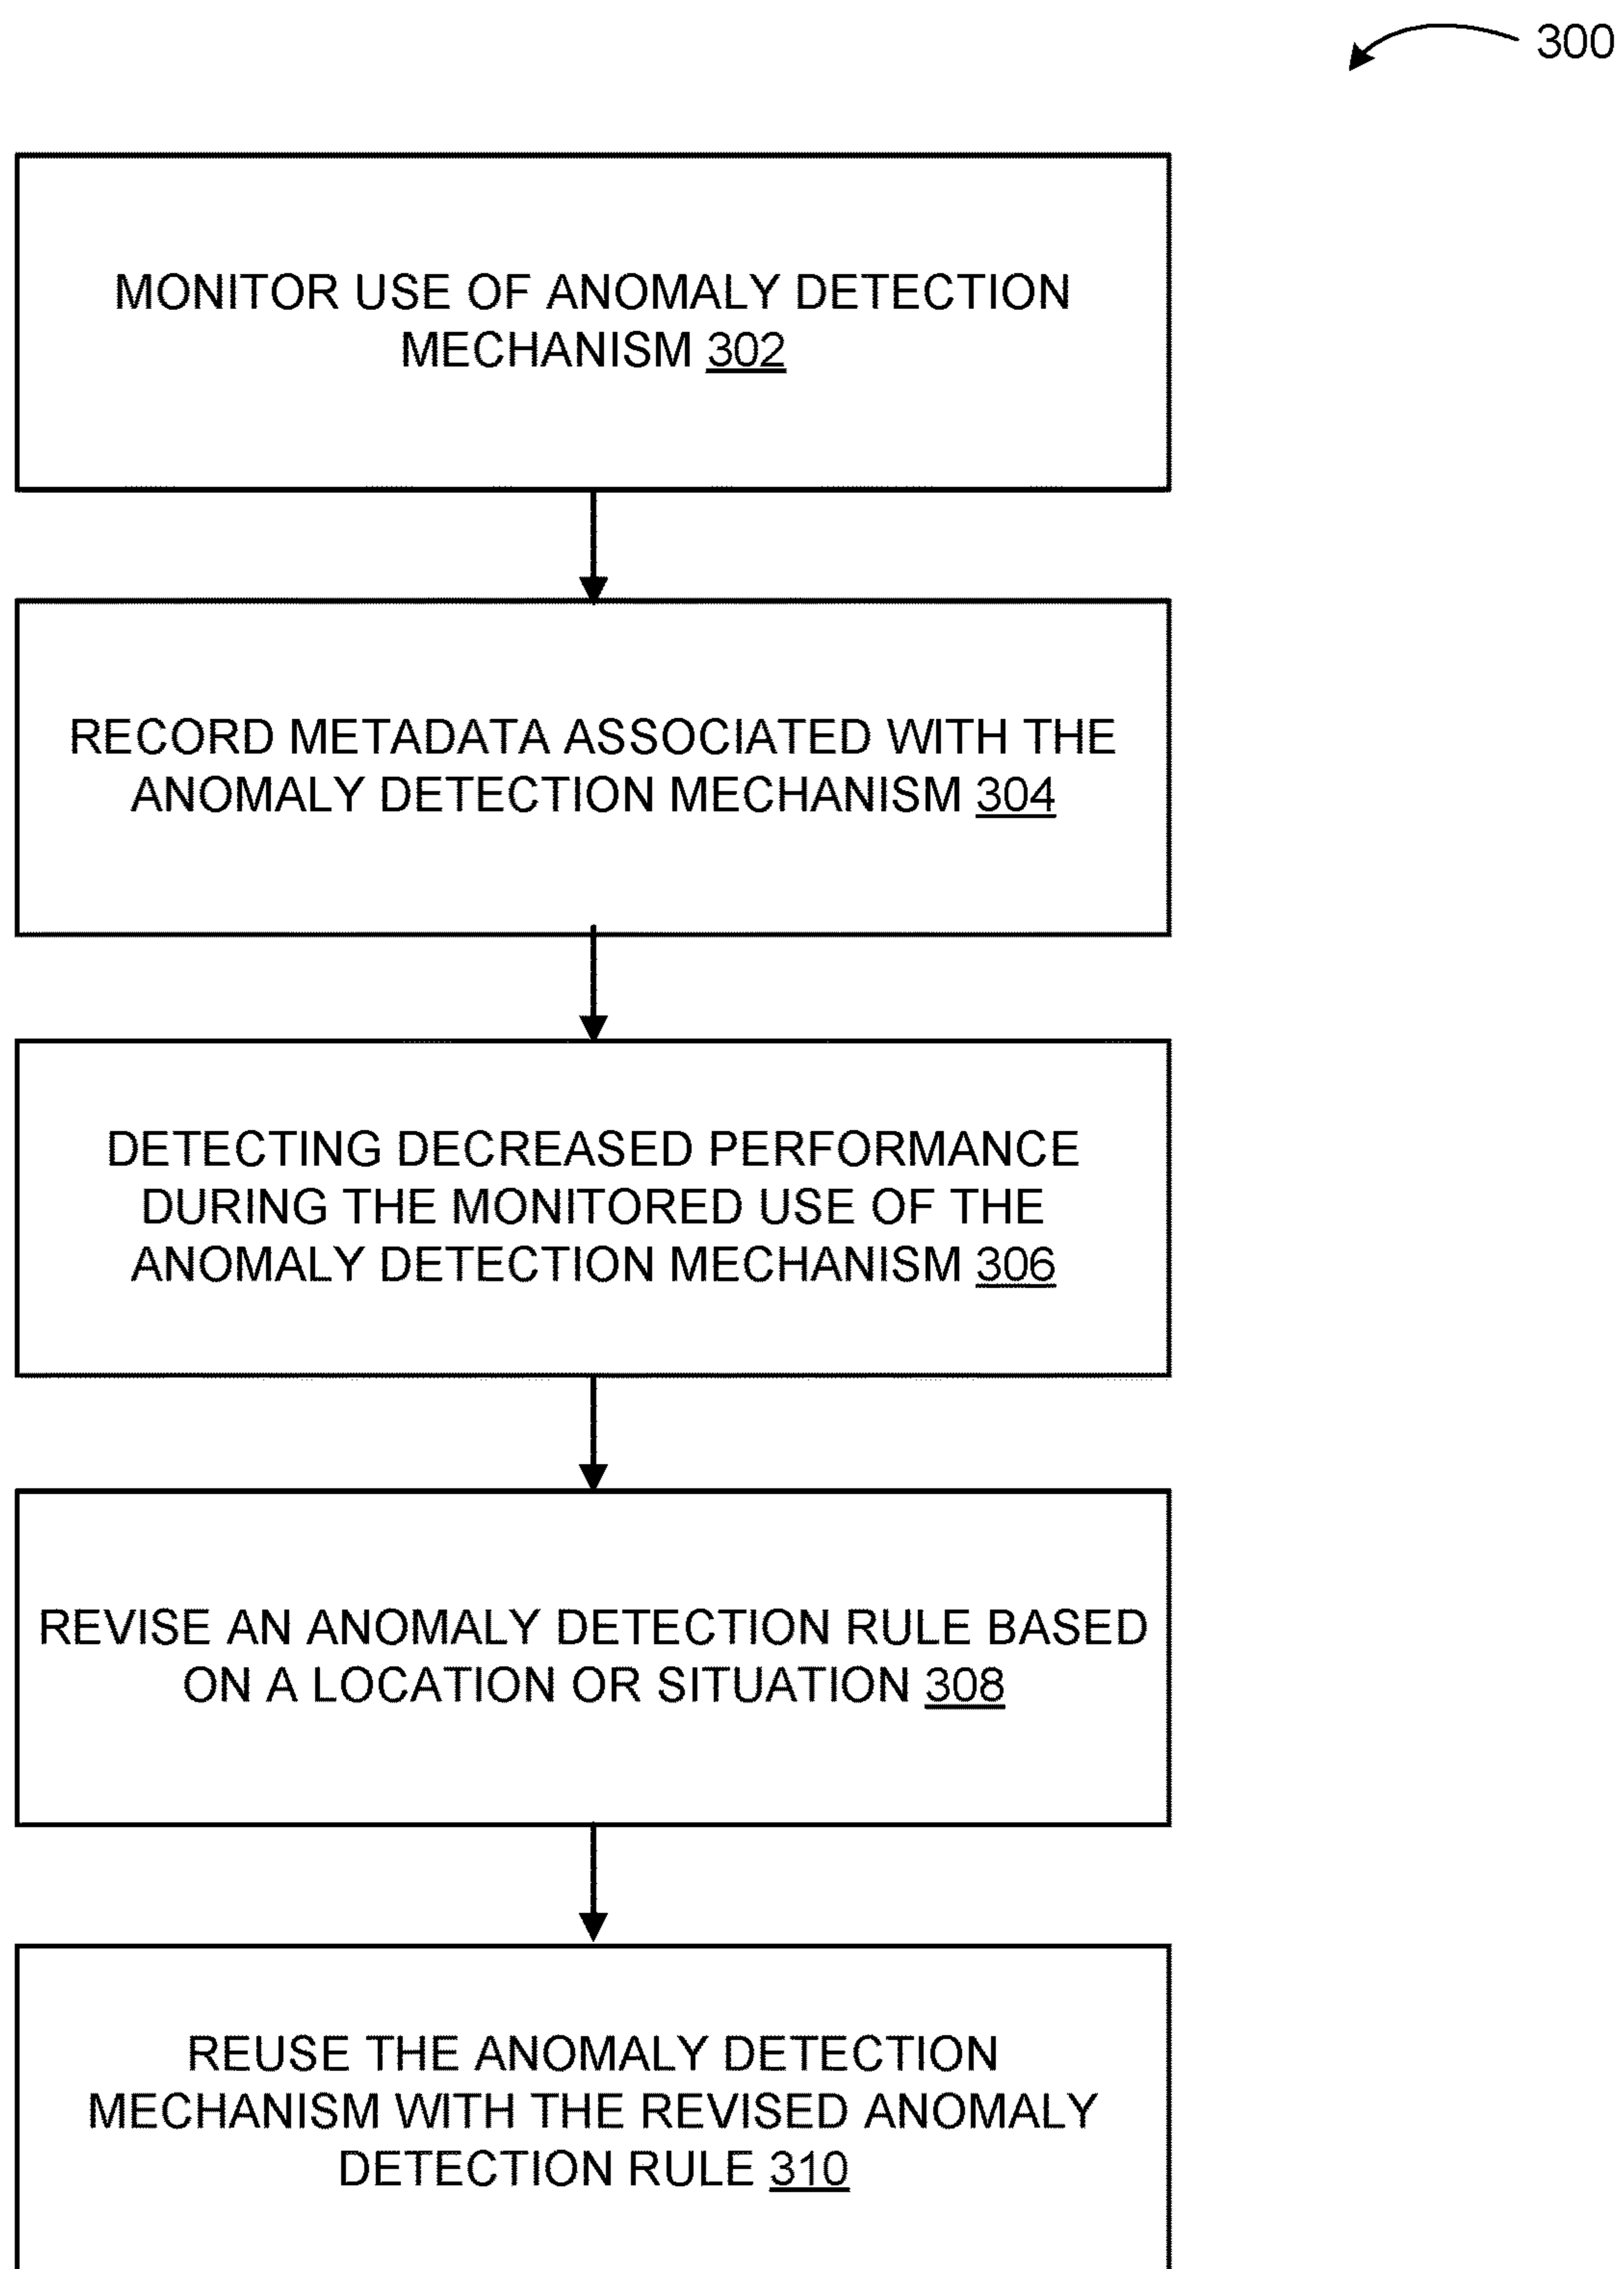 300
MONITOR USE OF ANOMALY DETECTION
MECHANISM 302
RECORD METADATA ASSOCIATED WITH THE
ANOMALY DETECTION MECHANISM 304
DETECTING DECREASED PERFORMANCE
DURING THE MONITORED USE OF THE
ANOMALY DETECTION MECHANISM 306
REVISE AN ANOMALY DETECTION RULE BASED
ON A LOCATION OR SITUATION 308
REUSE THE ANOMALY DETECTION
MECHANISM WITH THE REVISED ANOMALY
DETECTION RULE 310